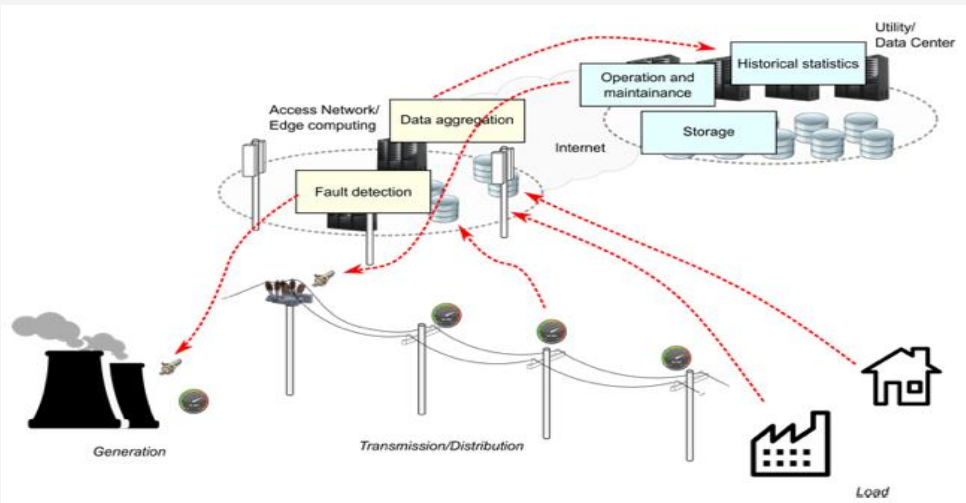 Utility/
Data Center
Historical statistics
Operation and
maintainance
Access Network/
Edge computing
Data aggregation
Storage
Internet
Fault detection
Generation
Transmission/Distribution
Load